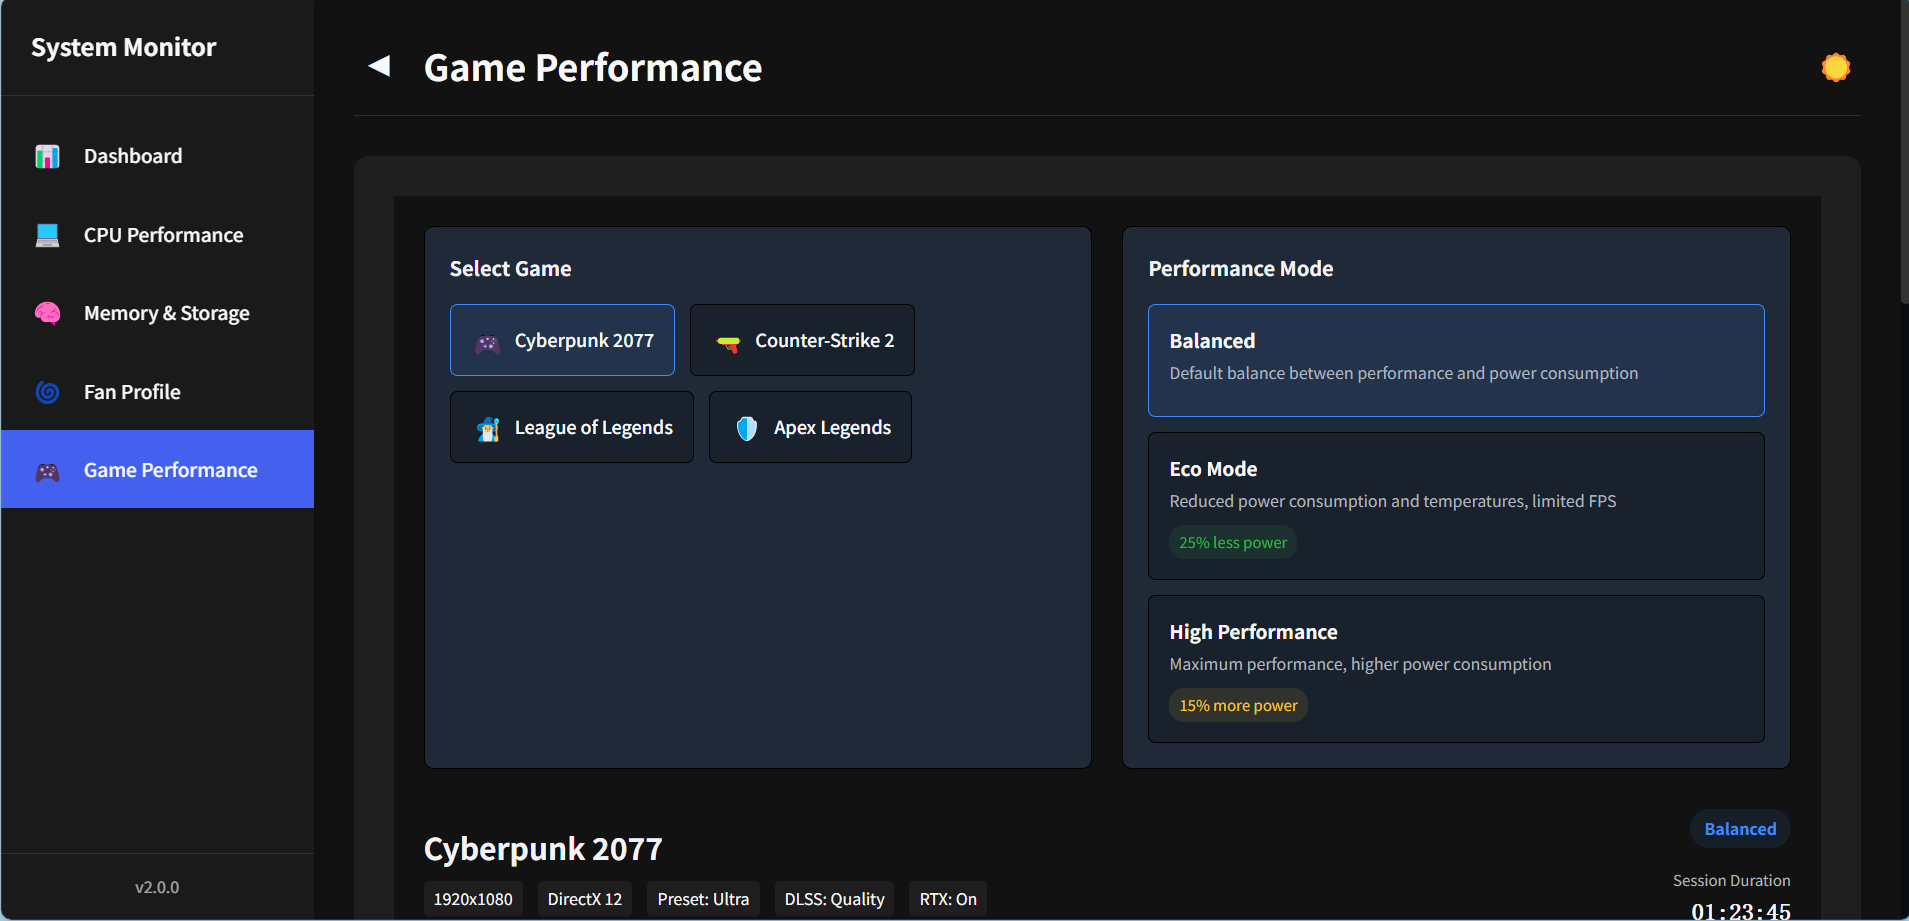 System Monitor
Dashboard
CPU Performance
Memory & Storage
Fan Profile
Game Performance
v2.0.0
Game Performance
Select Game
Cyberpunk 2077
Counter-Strike 2
League of Legends
Apex Legends
Performance Mode
Balanced
Default balance between performance and power consumption
Eco Mode
Reduced power consumption and temperatures, limited FPS
25% less power
High Performance
Maximum performance, higher power consumption
15% more power
Cyberpunk 2077
1920x1080
DirectX 12
Preset: Ultra
DLSS: Quality
RTX: On
Balanced
Session Duration
01:23:45